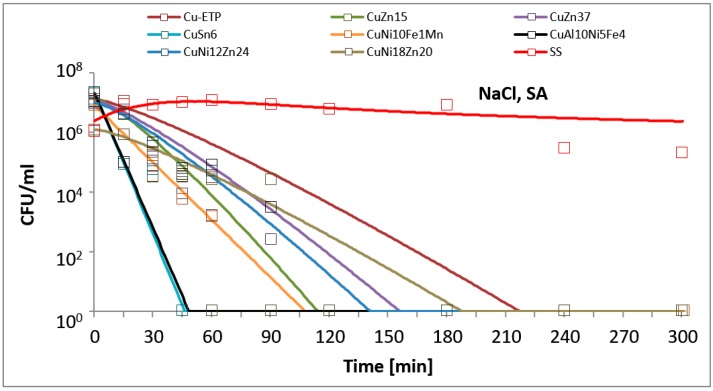 Cu-ETP CuZn15 CuZn37
CuSn6 CuNi10Fe1Mn CuAl10Ni5Fe4
CuNi12Zn24 CuNi18Zn20 SS
NaCl, SA
CFU/ml
10^8
10^6
10^4
10^2
10^0
0 30 60 90 120 150 180 210 240 270 300
Time [min]